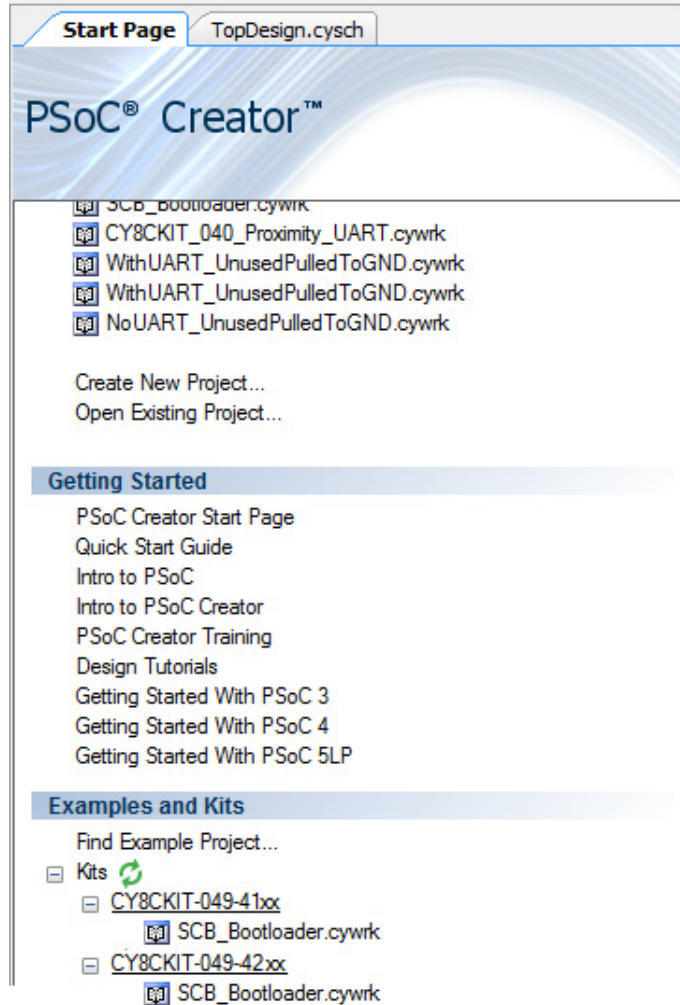 Start Page TopDesign.cysch
PSoC® Creator™
SCB_Bootloader.cywrk
CY8CKIT_040_Proximity_UART.cywrk
WithUART_UnusedPulledToGND.cywrk
WithUART_UnusedPulledToGND.cywrk
NoUART_UnusedPulledToGND.cywrk
Create New Project...
Open Existing Project...
Getting Started
PSoC Creator Start Page
Quick Start Guide
Intro to PSoC
Intro to PSoC Creator
PSoC Creator Training
Design Tutorials
Getting Started With PSoC 3
Getting Started With PSoC 4
Getting Started With PSoC 5LP
Examples and Kits
Find Example Project...
Kits
CY8CKIT-049-41xx
SCB_Bootloader.cywrk
CY8CKIT-049-42xx
SCB_Bootloader.cywrk